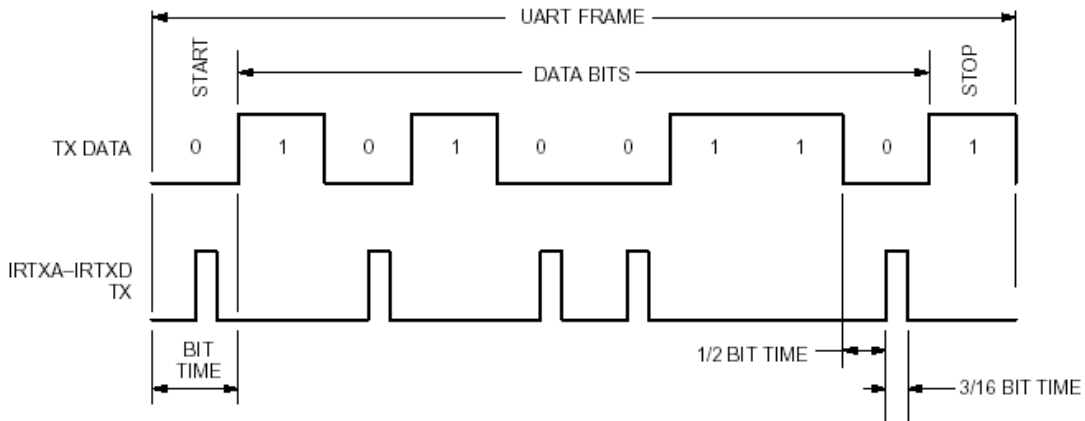 UART FRAME
START
DATA BITS
STOP
TX DATA
0 1 0 1 0 0 1 1 0 1
IRTXA–IRTXD
TX
BIT
TIME
1/2 BIT TIME
3/16 BIT TIME